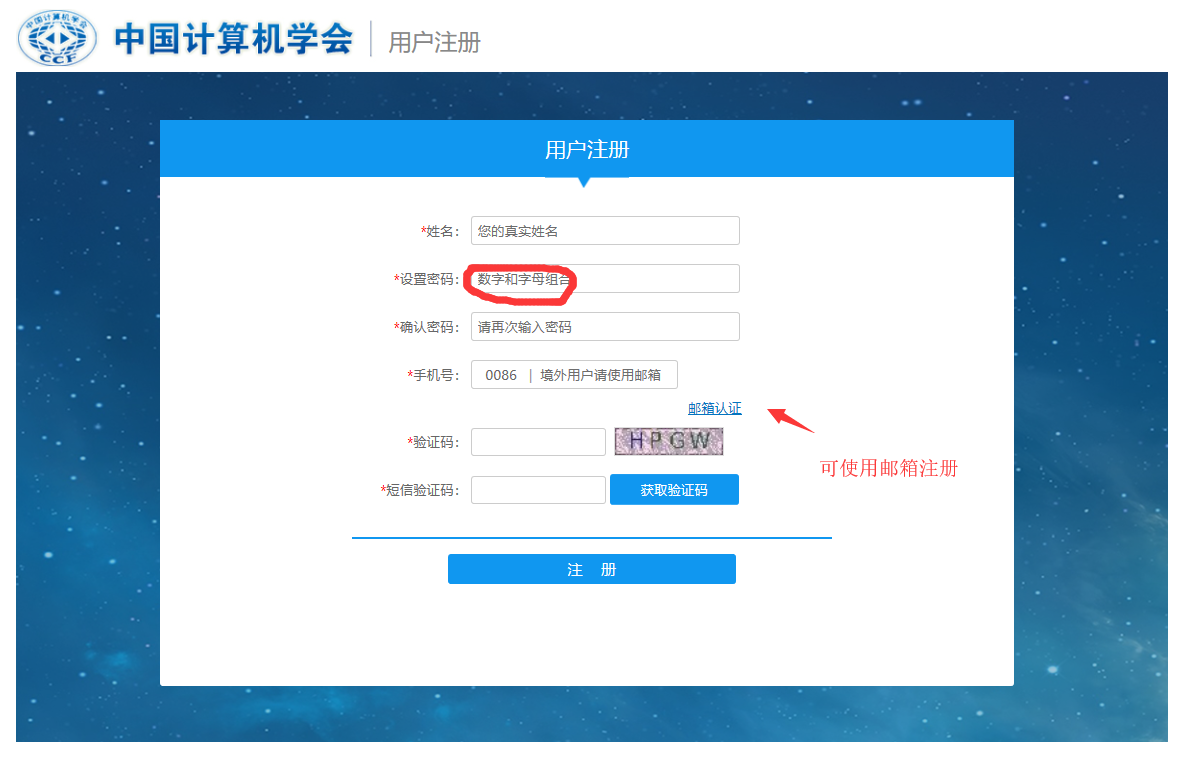 中国计算机学会
CCF
中国计算机学会 | 用户注册
用户注册
*姓名: 您的真实姓名
*设置密码: 数字和字母组合
*确认密码: 请再次输入密码
*手机号: 0086 | 境外用户请使用邮箱
邮箱认证
*验证码: HPGW
可使用邮箱注册
*短信验证码: 获取验证码
注 册